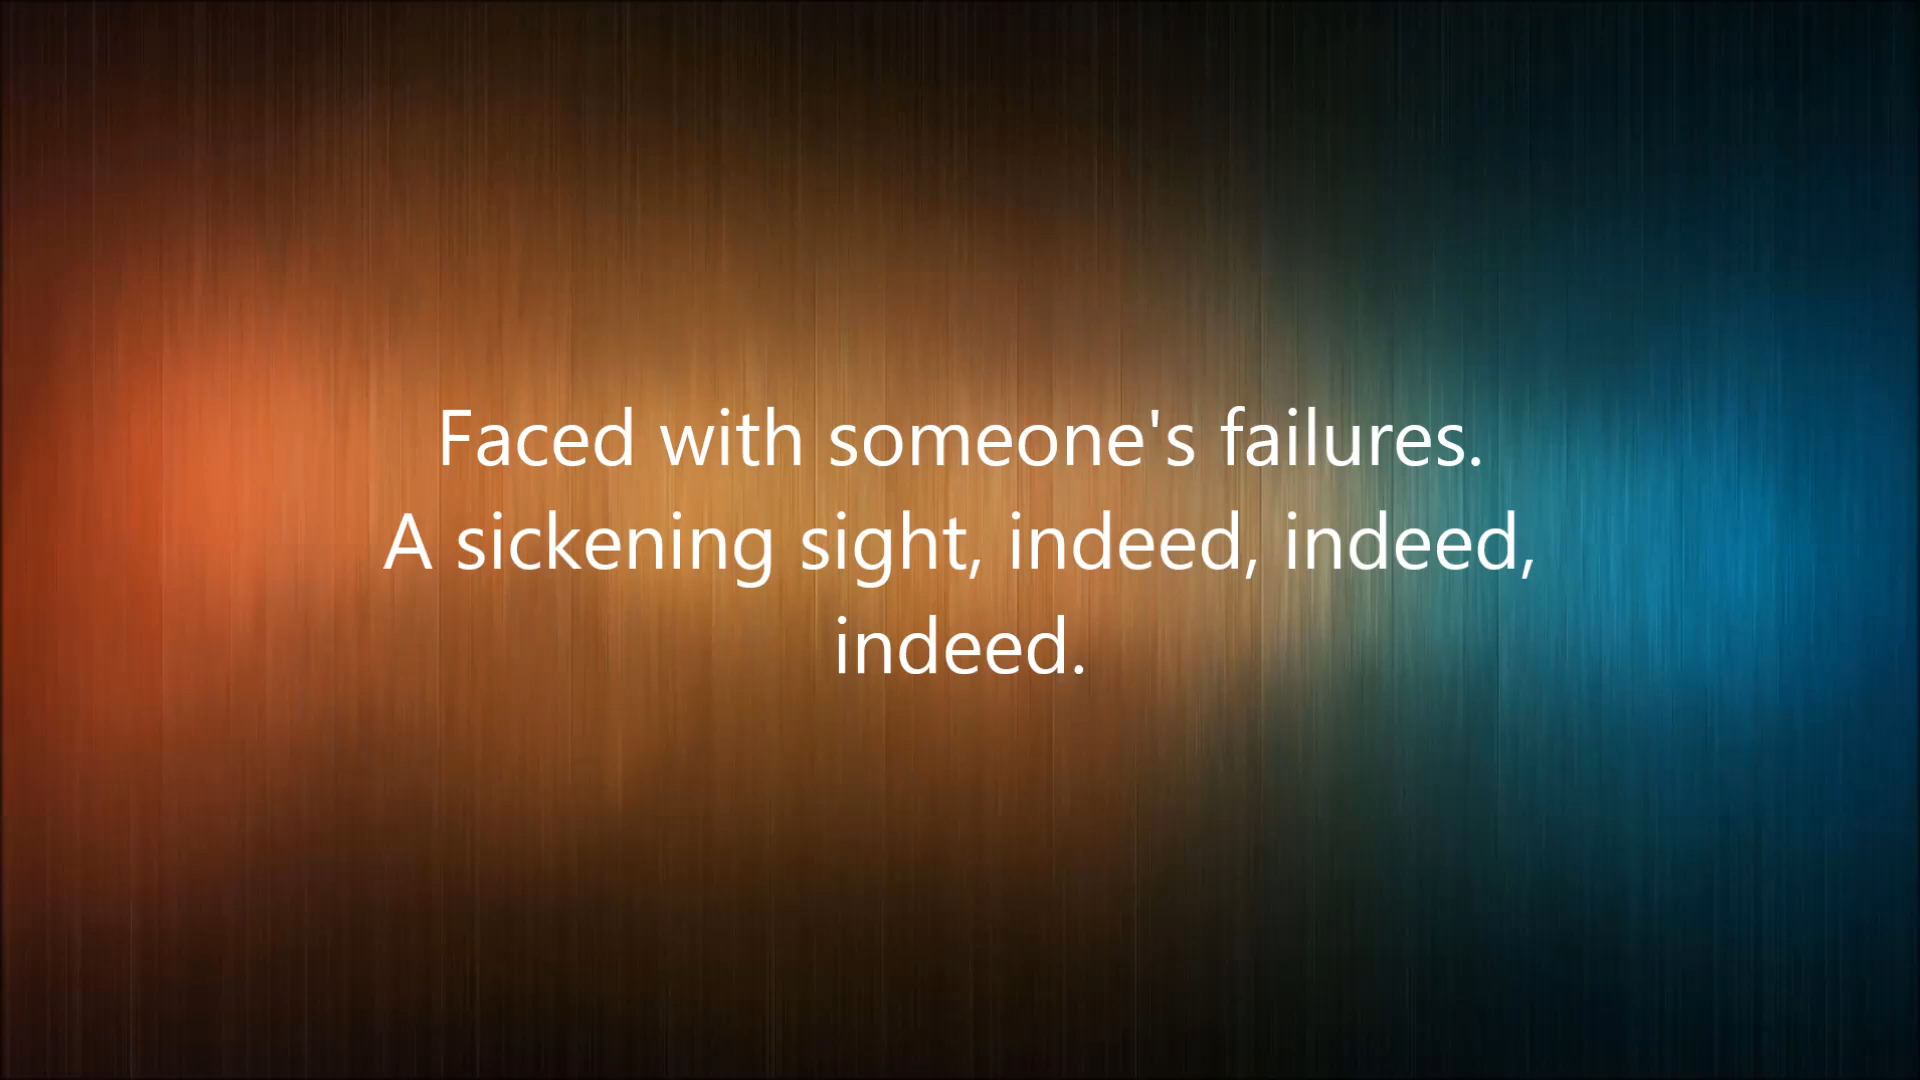 Faced with someone's failures.
A sickening sight, indeed, indeed,
indeed.